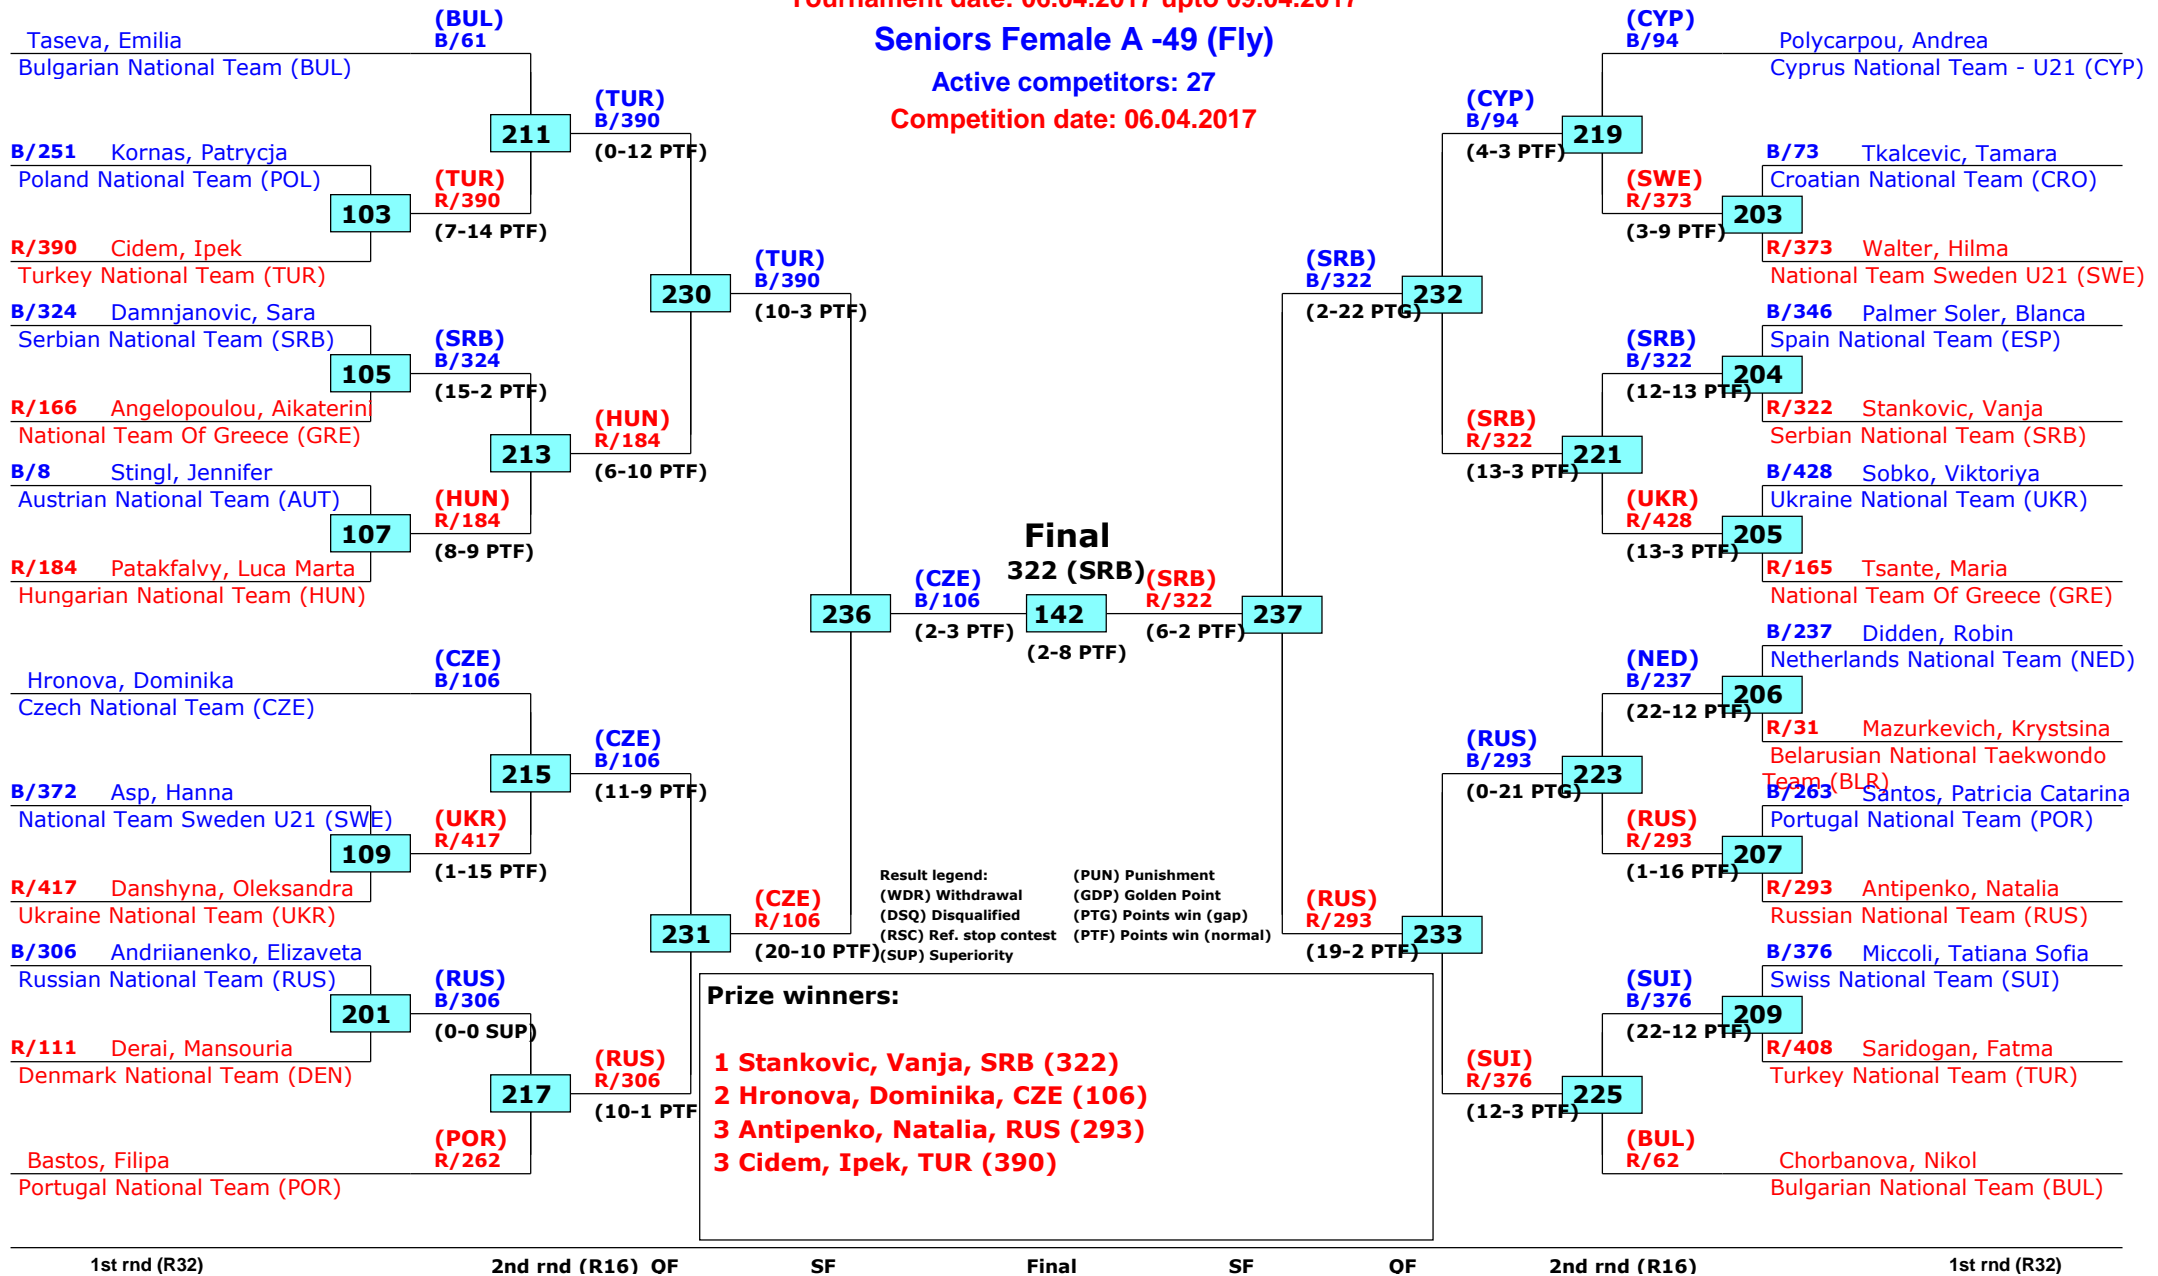 Tournament date: 06.04.2017 upto 09.04.2017
Seniors Female A -49 (Fly)
Active competitors: 27
Competition date: 06.04.2017
Taseva, Emilia
Bulgarian National Team (BUL)
(BUL)
B/61
B/251 Kornas, Patrycja
Poland National Team (POL)
103
R/390 Cidem, Ipek
Turkey National Team (TUR)
(TUR)
R/390
(7-14 PTF)
211
(TUR)
B/390
(0-12 PTF)
B/324 Damnjanovic, Sara
Serbian National Team (SRB)
105
R/166 Angelopoulou, Aikaterini
National Team Of Greece (GRE)
(SRB)
B/324
(15-2 PTF)
B/8 Stingl, Jennifer
Austrian National Team (AUT)
107
R/184 Patakfalvy, Luca Marta
Hungarian National Team (HUN)
(HUN)
R/184
(8-9 PTF)
213
(HUN)
R/184
(6-10 PTF)
230
(TUR)
B/390
(10-3 PTF)
Hronova, Dominika
Czech National Team (CZE)
(CZE)
B/106
B/372 Asp, Hanna
National Team Sweden U21 (SWE)
109
R/417 Danshyna, Oleksandra
Ukraine National Team (UKR)
(UKR)
R/417
(1-15 PTF)
215
(CZE)
B/106
(11-9 PTF)
B/306 Andriianenko, Elizaveta
Russian National Team (RUS)
201
R/111 Derai, Mansouria
Denmark National Team (DEN)
(RUS)
B/306
(0-0 SUP)
Bastos, Filipa
Portugal National Team (POR)
(POR)
R/262
217
(RUS)
R/306
(10-1 PTF
231
(CZE)
R/106
(20-10 PTF)
236
(CZE)
B/106
(2-3 PTF)
Final
322 (SRB)
142
(2-8 PTF)
(SRB)
R/322
(6-2 PTF)
237
(SRB)
B/322
(2-22 PTG)
232
(CYP)
B/94
(4-3 PTF)
219
(CYP)
B/94
Polycarpou, Andrea
Cyprus National Team - U21 (CYP)
B/73 Tkalcevic, Tamara
Croatian National Team (CRO)
(SWE)
R/373
(3-9 PTF)
203
R/373 Walter, Hilma
National Team Sweden U21 (SWE)
B/346 Palmer Soler, Blanca
Spain National Team (ESP)
(SRB)
B/322
(12-13 PTF)
204
R/322 Stankovic, Vanja
Serbian National Team (SRB)
(SRB)
R/322
(13-3 PTF)
221
B/428 Sobko, Viktoriya
Ukraine National Team (UKR)
(UKR)
R/428
(13-3 PTF)
205
R/165 Tsante, Maria
National Team Of Greece (GRE)
B/237 Didden, Robin
Netherlands National Team (NED)
(NED)
B/237
(22-12 PTF)
206
R/31 Mazurkevich, Krystsina
Belarusian National Taekwondo
Team (BLR)
(RUS)
B/293
(0-21 PTG)
223
B/263 Santos, Patricia Catarina
Portugal National Team (POR)
(RUS)
R/293
(1-16 PTF)
207
R/293 Antipenko, Natalia
Russian National Team (RUS)
(RUS)
R/293
(19-2 PTF)
233
B/376 Miccoli, Tatiana Sofia
Swiss National Team (SUI)
(SUI)
B/376
(22-12 PTF)
209
R/408 Saridogan, Fatma
Turkey National Team (TUR)
(SUI)
R/376
(12-3 PTF)
225
(BUL)
R/62
Chorbanova, Nikol
Bulgarian National Team (BUL)
Result legend:
(WDR) Withdrawal
(DSQ) Disqualified
(RSC) Ref. stop contest
(SUP) Superiority
(PUN) Punishment
(GDP) Golden Point
(PTG) Points win (gap)
(PTF) Points win (normal)
Prize winners:
1 Stankovic, Vanja, SRB (322)
2 Hronova, Dominika, CZE (106)
3 Antipenko, Natalia, RUS (293)
3 Cidem, Ipek, TUR (390)
1st rnd (R32) 2nd rnd (R16) QF SF Final SF QF 2nd rnd (R16) 1st rnd (R32)